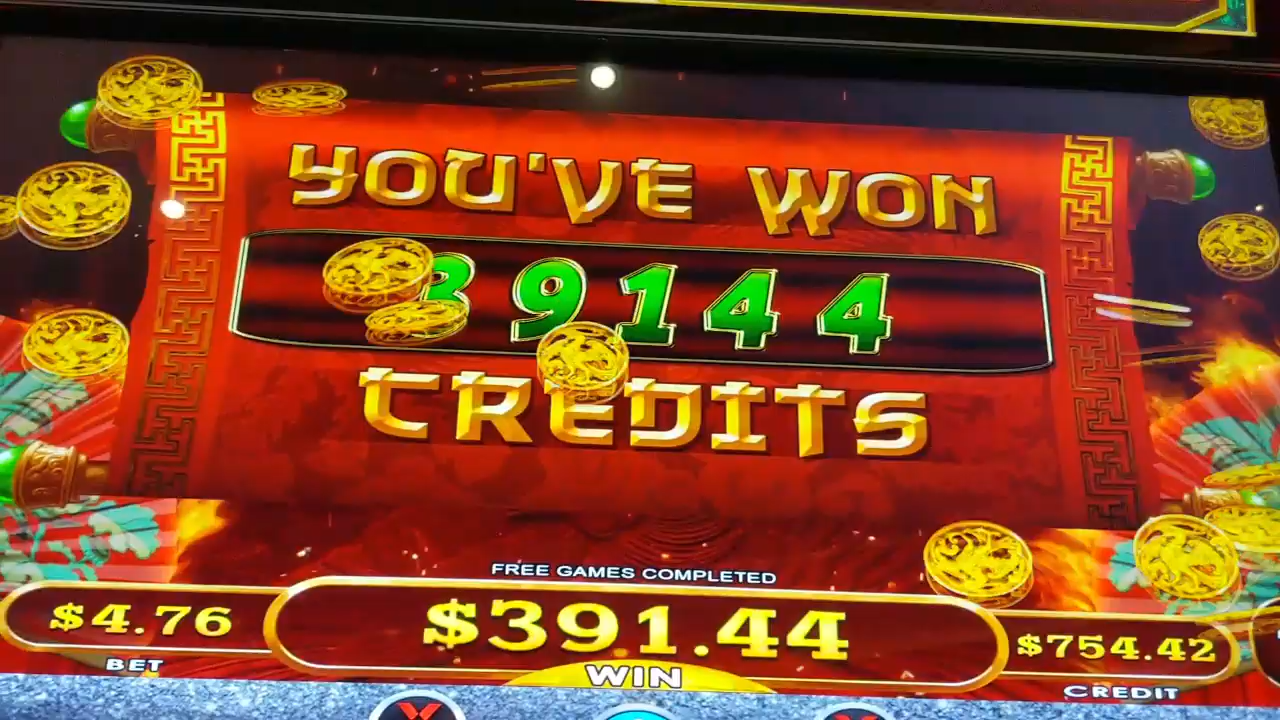 YOU'VE WON
39144
CREDITS
FREE GAMES COMPLETED
$4.76 $391.44 $754.42
BET WIN CREDIT